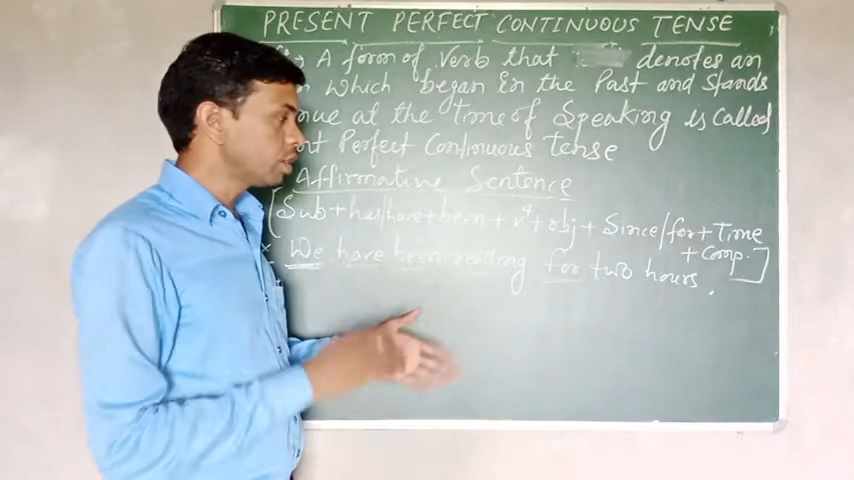 PRESENT PERFECT CONTINUOUS TENSE
A form of verb that denotes an
which began in the Past and Stands
nue at the time of Speaking is Called
nt Perfect Continuous Tense
Affirmative Sentence
[Sub + has/have + been + + obj + Since/for + Time
+ Comp.]
We have been reading for two hours.